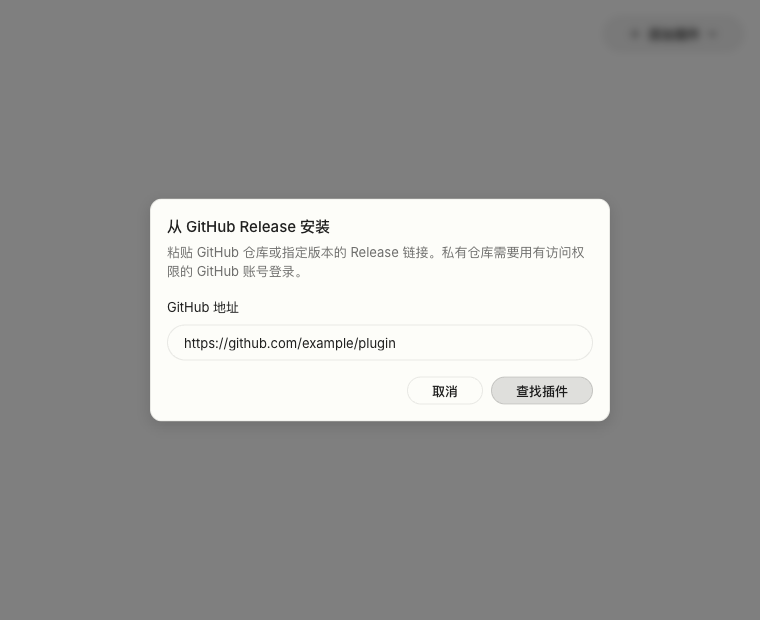 从 GitHub Release 安装
粘贴 GitHub 仓库或指定版本的 Release 链接。私有仓库需要用有访问权
限的 GitHub 账号登录。
GitHub 地址
https://github.com/example/plugin
取消
查找插件